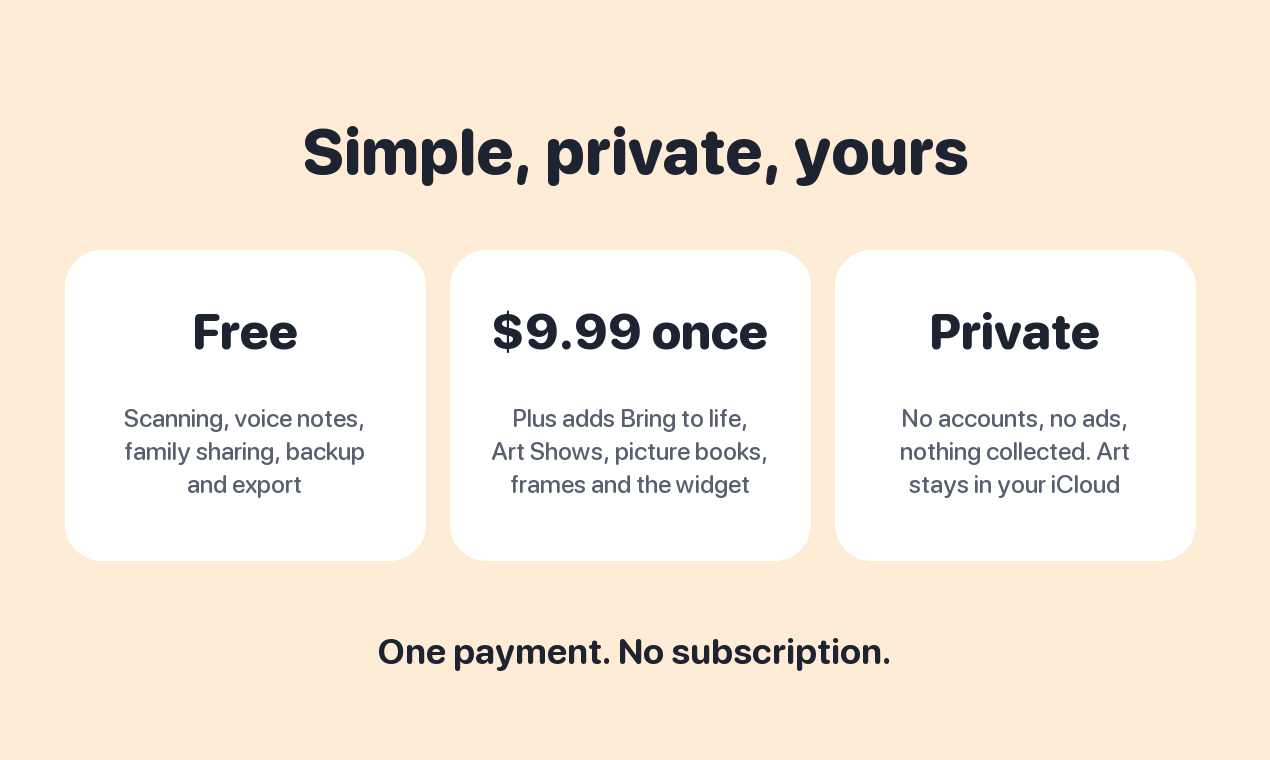 Simple, private, yours
Free
Scanning, voice notes,
family sharing, backup
and export
$9.99 once
Plus adds Bring to life,
Art Shows, picture books,
frames and the widget
Private
No accounts, no ads,
nothing collected. Art
stays in your iCloud
One payment. No subscription.